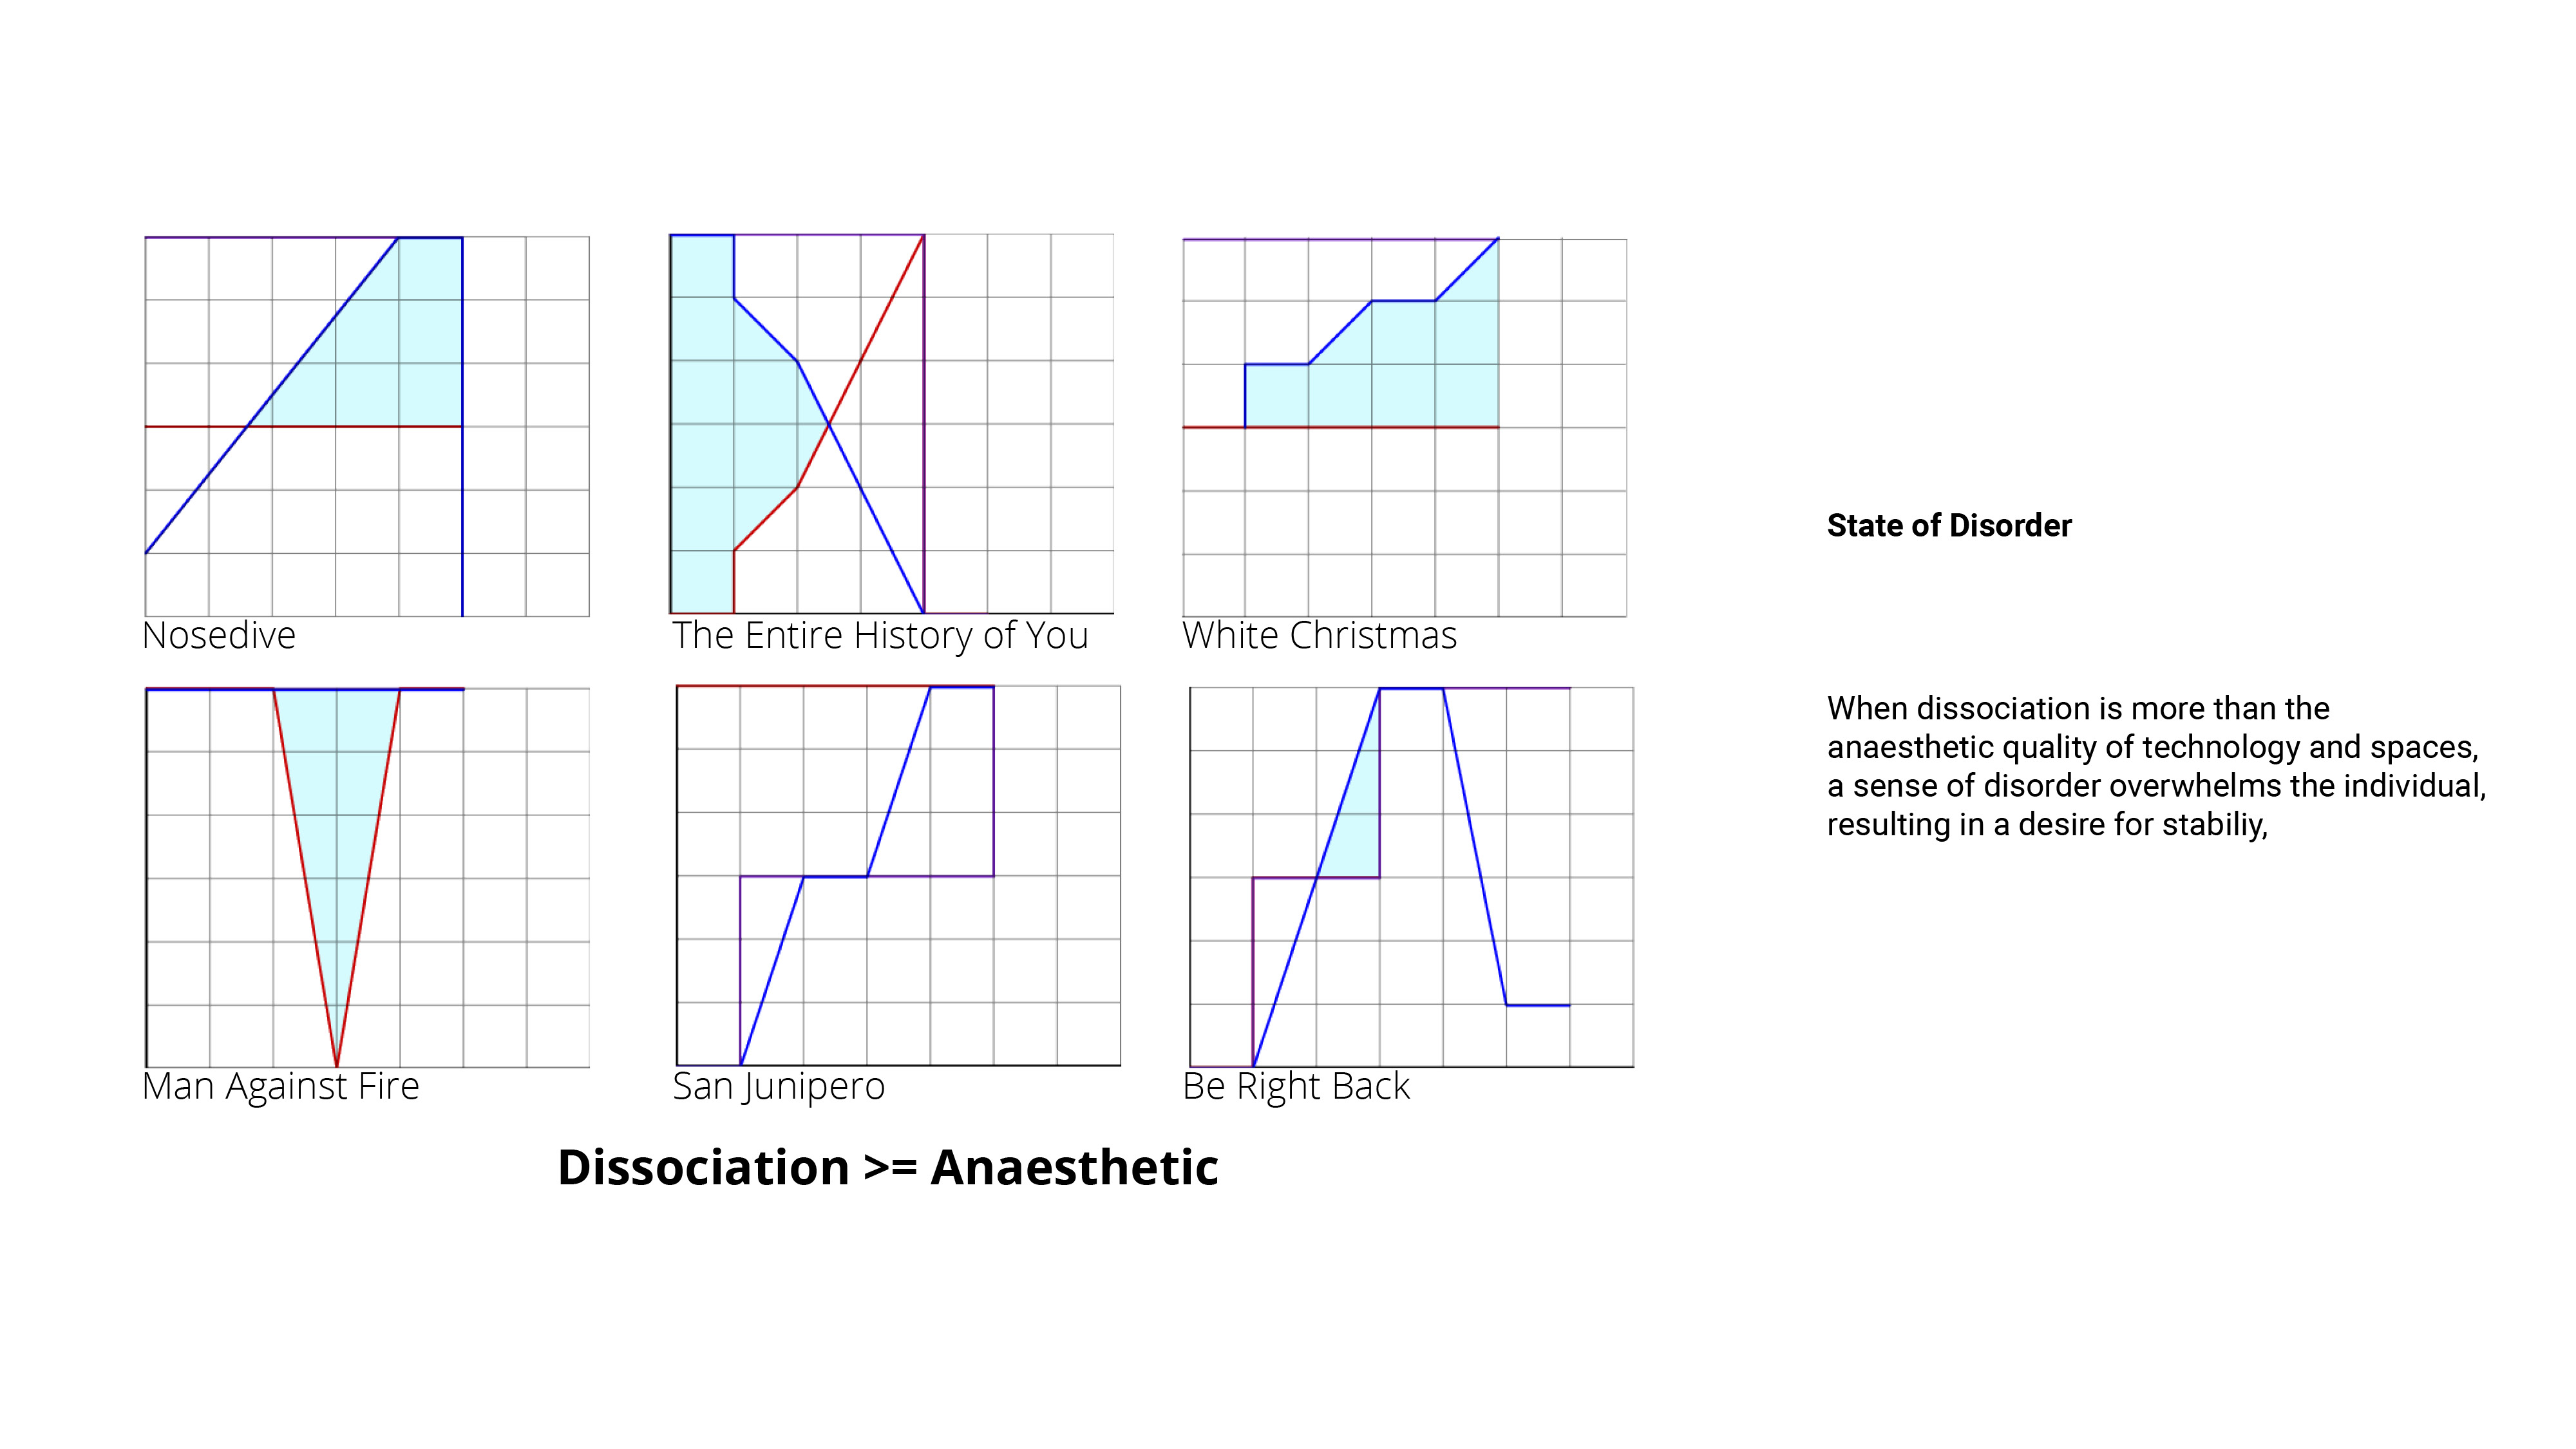 Nosedive
The Entire History of You
White Christmas
Man Against Fire
San Junipero
Be Right Back
Dissociation >= Anaesthetic
State of Disorder
When dissociation is more than the
anaesthetic quality of technology and spaces,
a sense of disorder overwhelms the individual,
resulting in a desire for stabiliy,